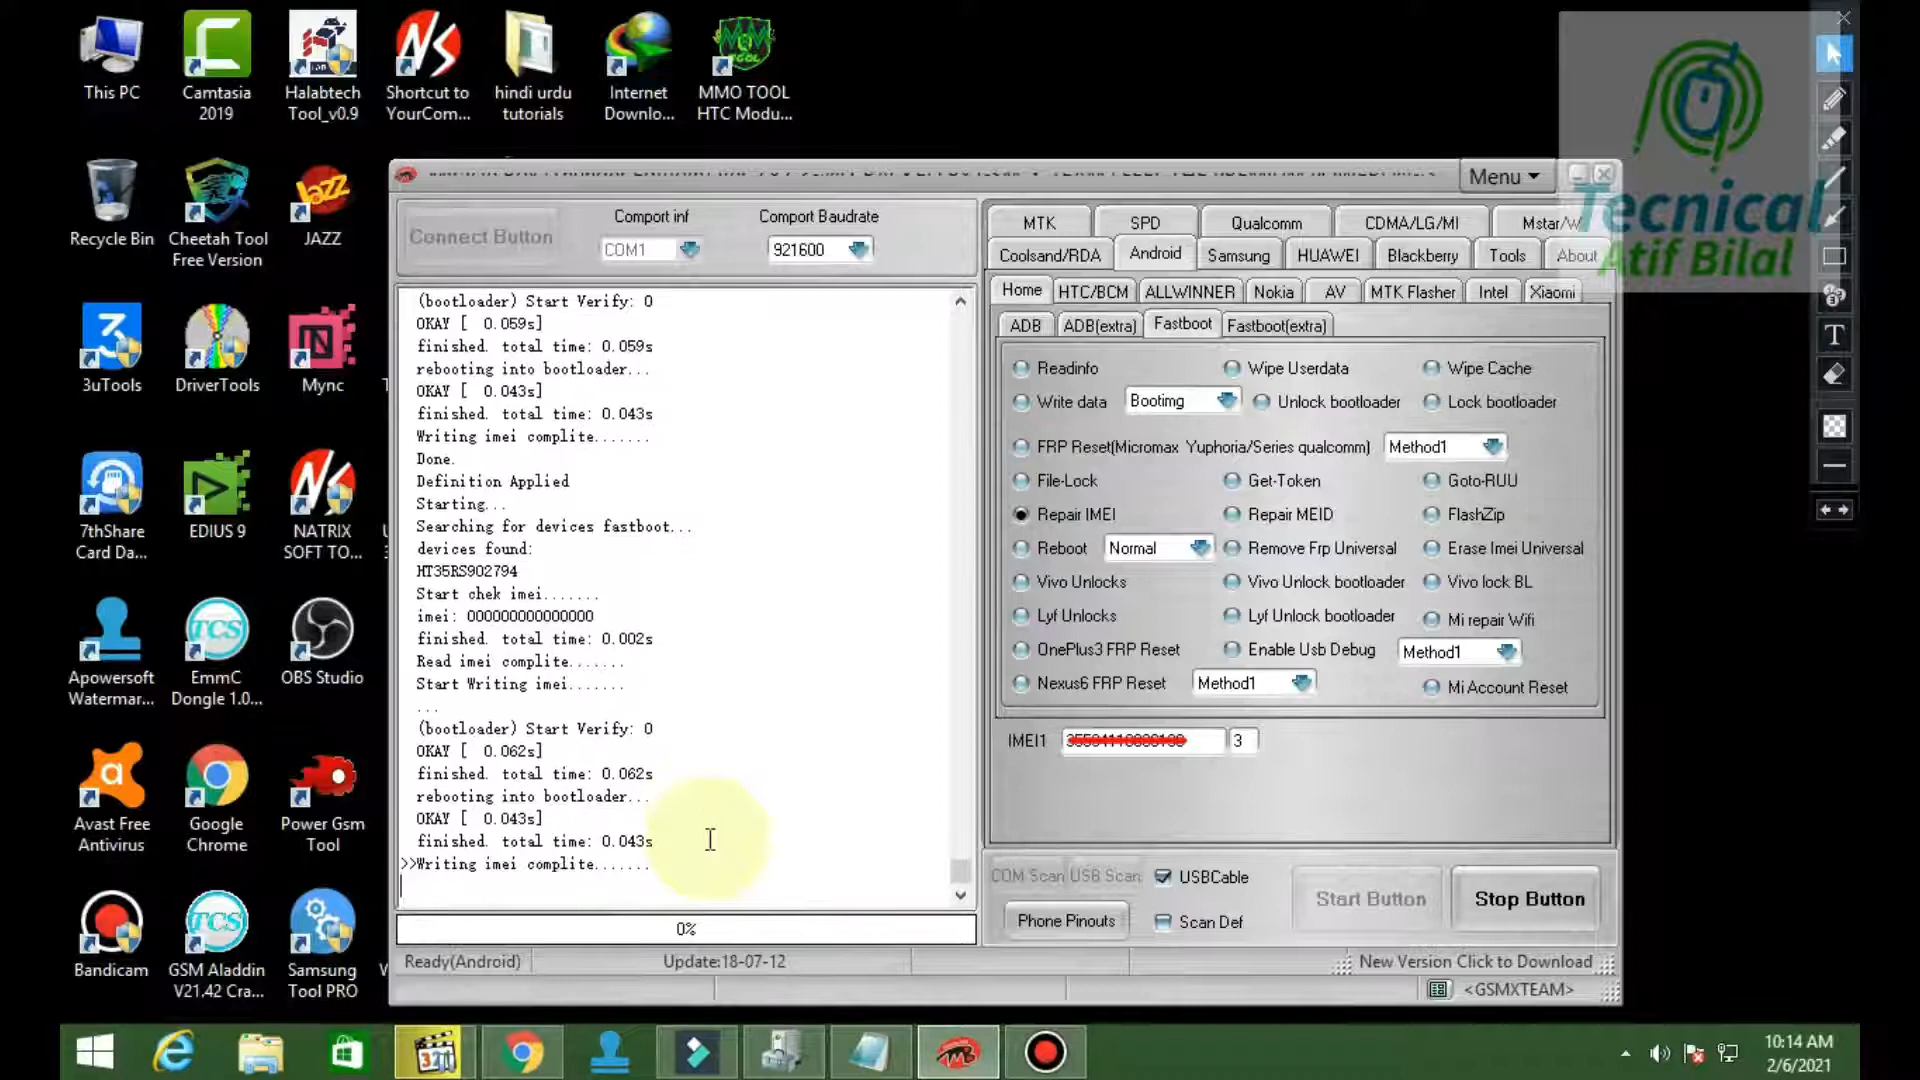 This PC
Camtasia
2019
Halabtech
Tool_v0.9
Shortcut to
YourCom...
hindi urdu
tutorials
Internet
Downlo...
MMO TOOL
HTC Modu...
Recycle Bin
Cheetah Tool
Free Version
JAZZ
3uTools
DriverTools
Mync
7thShare
Card Da...
EDIUS 9
NATRIX
SOFT TO...
Apowersoft
Watermar...
EmmC
Dongle 1.0...
OBS Studio
Avast Free
Antivirus
Google
Chrome
Power Gsm
Tool
Bandicam
GSM Aladdin
V21.42 Cra...
Samsung
Tool PRO
Menu
Connect Button
Comport inf
COM1
Comport Baudrate
921600
(bootloader) Start Verify: 0
OKAY [  0.059s]
finished. total time: 0.059s
rebooting into bootloader...
OKAY [  0.043s]
finished. total time: 0.043s
Writing imei complite.......
Done.
Definition Applied
Starting...
Searching for devices fastboot...
devices found:
HT35RS902794
Start chek imei.......
imei: 000000000000000
finished. total time: 0.002s
Read imei complite.......
Start Writing imei.......
...
(bootloader) Start Verify: 0
OKAY [  0.062s]
finished. total time: 0.062s
rebooting into bootloader...
OKAY [  0.043s]
finished. total time: 0.043s
>>Writing imei complite.......
0%
MTK SPD Qualcomm CDMA/LG/MI Mstar/W
Coolsand/RDA Android Samsung HUAWEI Blackberry Tools About
Home HTC/BCM ALLWINNER Nokia AV MTK Flasher Intel Xiaomi
ADB ADB(extra) Fastboot Fastboot(extra)
Readinfo Wipe Userdata Wipe Cache
Write data Bootimg Unlock bootloader Lock bootloader
FRP Reset(Micromax Yuphoria/Series qualcomm) Method1
File-Lock Get-Token Goto-RUU
Repair IMEI Repair MEID FlashZip
Reboot Normal Remove Frp Universal Erase Imei Universal
Vivo Unlocks Vivo Unlock bootloader Vivo lock BL
Lyf Unlocks Lyf Unlock bootloader Mi repair Wifi
OnePlus3 FRP Reset Enable Usb Debug Method1
Nexus6 FRP Reset Method1 Mi Account Reset
IMEI1 3
COM Scan USB Scan USBCable
Phone Pinouts Scan Def
Start Button Stop Button
Ready(Android) Update:18-07-12 New Version Click to Download
<GSMXTEAM>
Tecnical
Atif Bilal
T
321
10:14 AM
2/6/2021